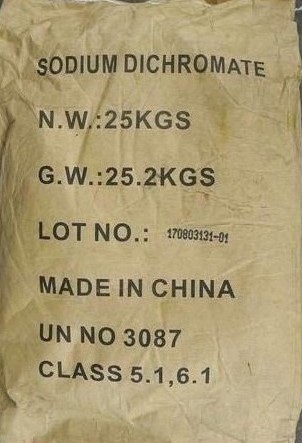 SODIUM DICHROMATE
N.W.:25KGS
G.W.:25.2KGS
LOT NO.: 170803131-01
MADE IN CHINA
UN NO 3087
CLASS 5.1,6.1